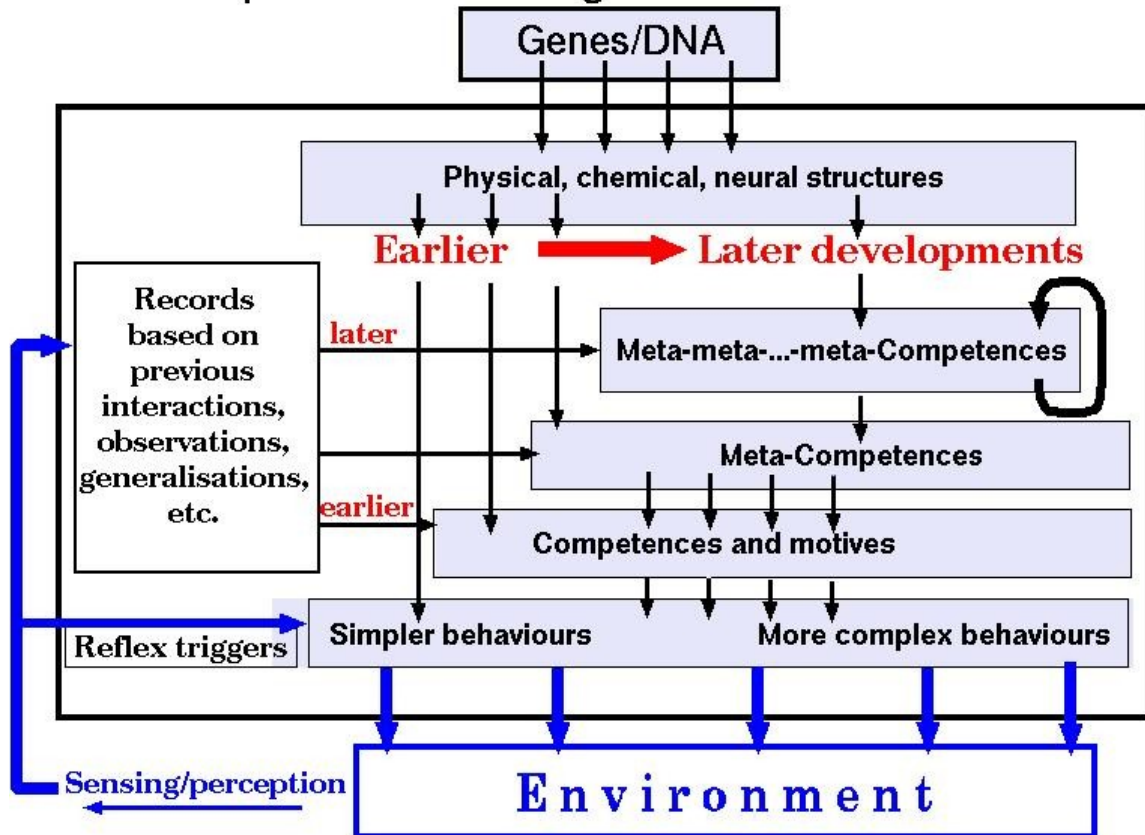 Genes/DNA
Physical, chemical, neural structures
Earlier
Later developments
Records
based on
previous
interactions,
observations,
generalisations,
etc.
later
Meta-meta-...-meta-Competences
Meta-Competences
earlier
Competences and motives
Reflex triggers
Simpler behaviours
More complex behaviours
Sensing/perception
Environment